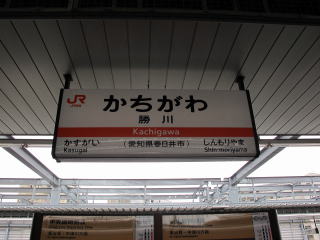 JR
かちがわ
勝川
Kachigawa
かすがい (愛知県春日井市) しんもりやま
Kasugai Shin-moriyama